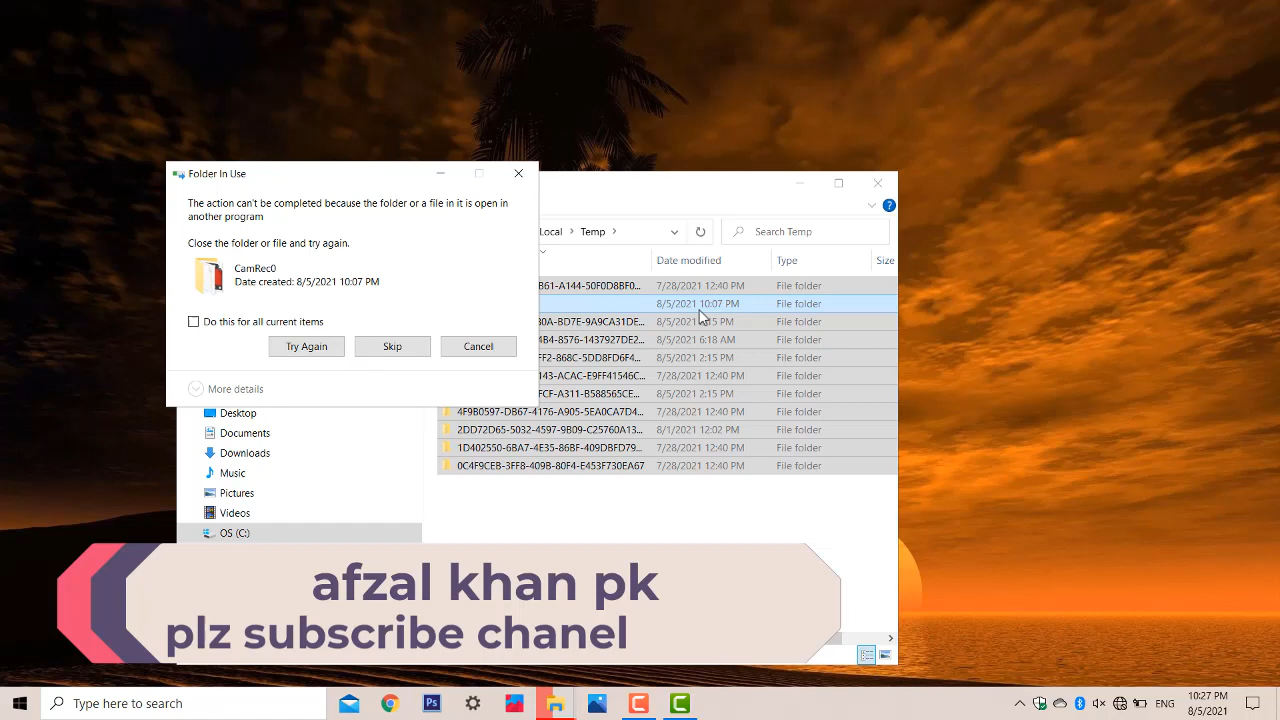 Folder In Use
The action can't be completed because the folder or a file in it is open in
another program
Close the folder or file and try again.
CamRec0
Date created: 8/5/2021 10:07 PM
Do this for all current items
Try Again
Skip
Cancel
More details
Local
Temp
Search Temp
Date modified
Type
Size
B61-A144-50F0D8BF0... 7/28/2021 12:40 PM File folder
8/5/2021 10:07 PM File folder
80A-BD7E-9A9CA31DE... 8/5/2021 :15 PM File folder
4B4-8576-1437927DE2... 8/5/2021 6:18 AM File folder
FF2-868C-5DD8FD6F4... 8/5/2021 2:15 PM File folder
143-ACAC-E9FF41545... 7/28/2021 12:40 PM File folder
FCF-A311-B588565CE... 8/5/2021 2:15 PM File folder
4F9B0597-DB67-4176-A905-5EA0CA7D4... 7/28/2021 12:40 PM File folder
2DD72D65-5032-4597-9B09-C25760A13... 8/1/2021 12:02 PM File folder
1D402550-6BA7-4E35-86BF-409DBFD79... 7/28/2021 12:40 PM File folder
0C4F9CEB-3FF8-409B-80F4-E453F730EA67 7/28/2021 12:40 PM File folder
Desktop
Documents
Downloads
Music
Pictures
Videos
OS (C:)
afzal khan pk
plz subscribe chanel
Type here to search
Ps
ENG
10:27 PM
8/5/2021